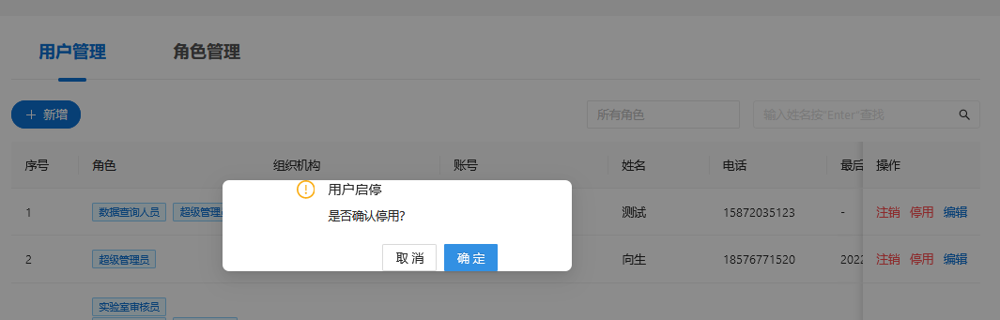 用户管理 角色管理
新增 所有角色 输入姓名按"Enter"查找
序号 角色 组织机构 账号 姓名 电话 最后 操作
用户启停
是否确认停用?
取消 确定
1 数据查询人员 超级管理员 测试 15872035123 - 注销 停用 编辑
2 超级管理员 向生 18576771520 2022 注销 停用 编辑
实验室审核员